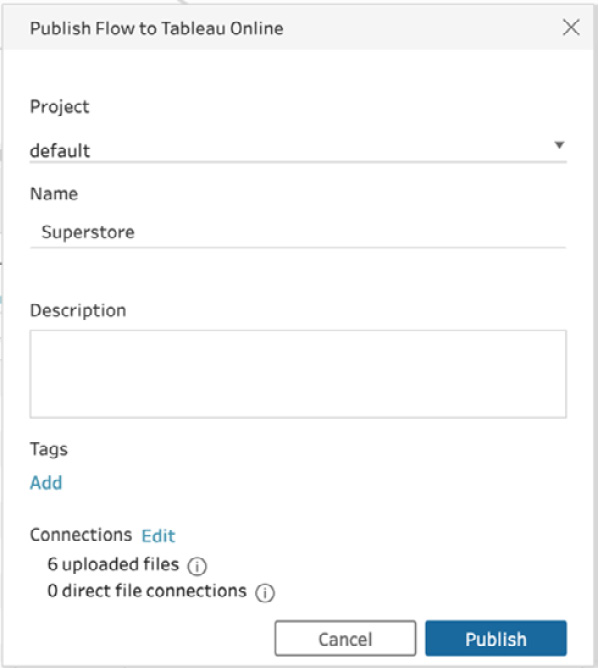 Publish Flow to Tableau Online
Project
default
Name
Superstore
Description
Tags
Add
Connections Edit
6 uploaded files
0 direct file connections
Cancel Publish